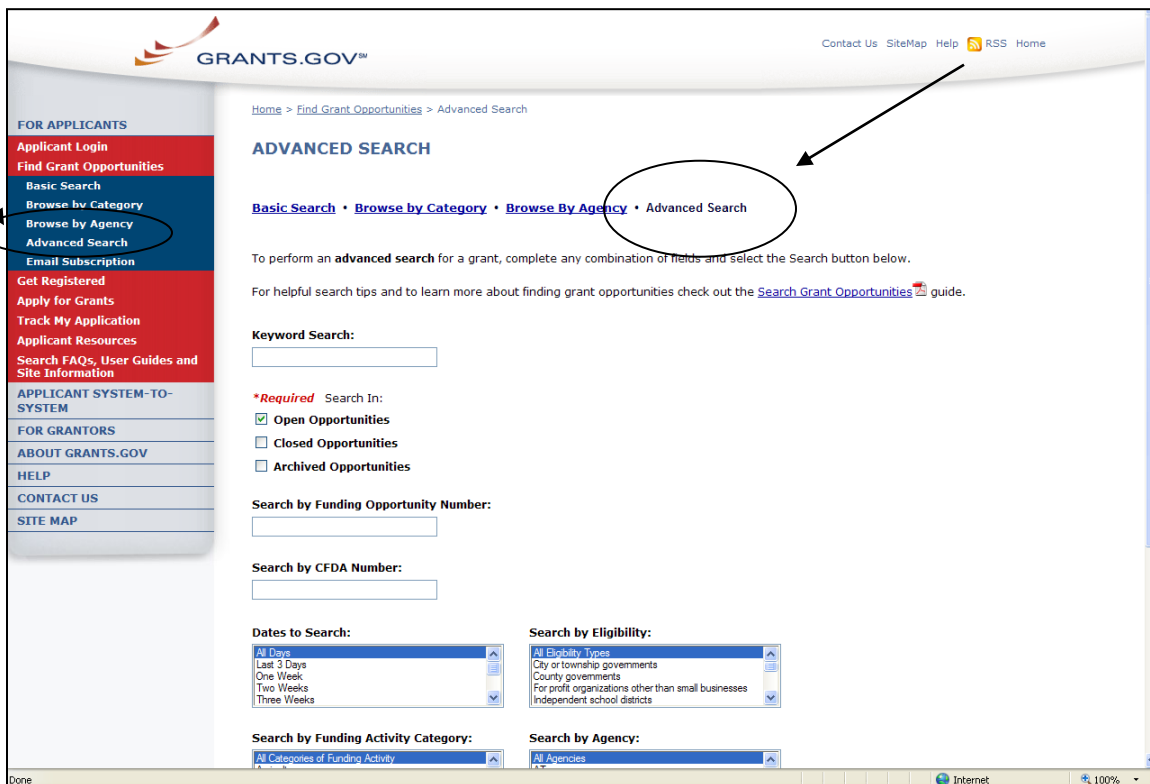 GRANTS.GOV℠
Contact Us SiteMap Help RSS Home
Home > Find Grant Opportunities > Advanced Search
FOR APPLICANTS
Applicant Login
Find Grant Opportunities
Basic Search
Browse by Category
Browse by Agency
Advanced Search
Email Subscription
Get Registered
Apply for Grants
Track My Application
Applicant Resources
Search FAQs, User Guides and
Site Information
APPLICANT SYSTEM-TO-
SYSTEM
FOR GRANTORS
ABOUT GRANTS.GOV
HELP
CONTACT US
SITE MAP
ADVANCED SEARCH
Basic Search • Browse by Category • Browse By Agency • Advanced Search
To perform an advanced search for a grant, complete any combination of fields and select the Search button below.
For helpful search tips and to learn more about finding grant opportunities check out the Search Grant Opportunities guide.
Keyword Search:
*Required Search In:
Open Opportunities
Closed Opportunities
Archived Opportunities
Search by Funding Opportunity Number:
Search by CFDA Number:
Dates to Search:
All Days
Last 3 Days
One Week
Two Weeks
Three Weeks
Search by Eligibility:
All Eligibility Types
City or township governments
County governments
For profit organizations other than small businesses
Independent school districts
Search by Funding Activity Category:
All Categories of Funding Activity
Search by Agency:
All Agencies
Done
Internet
100%